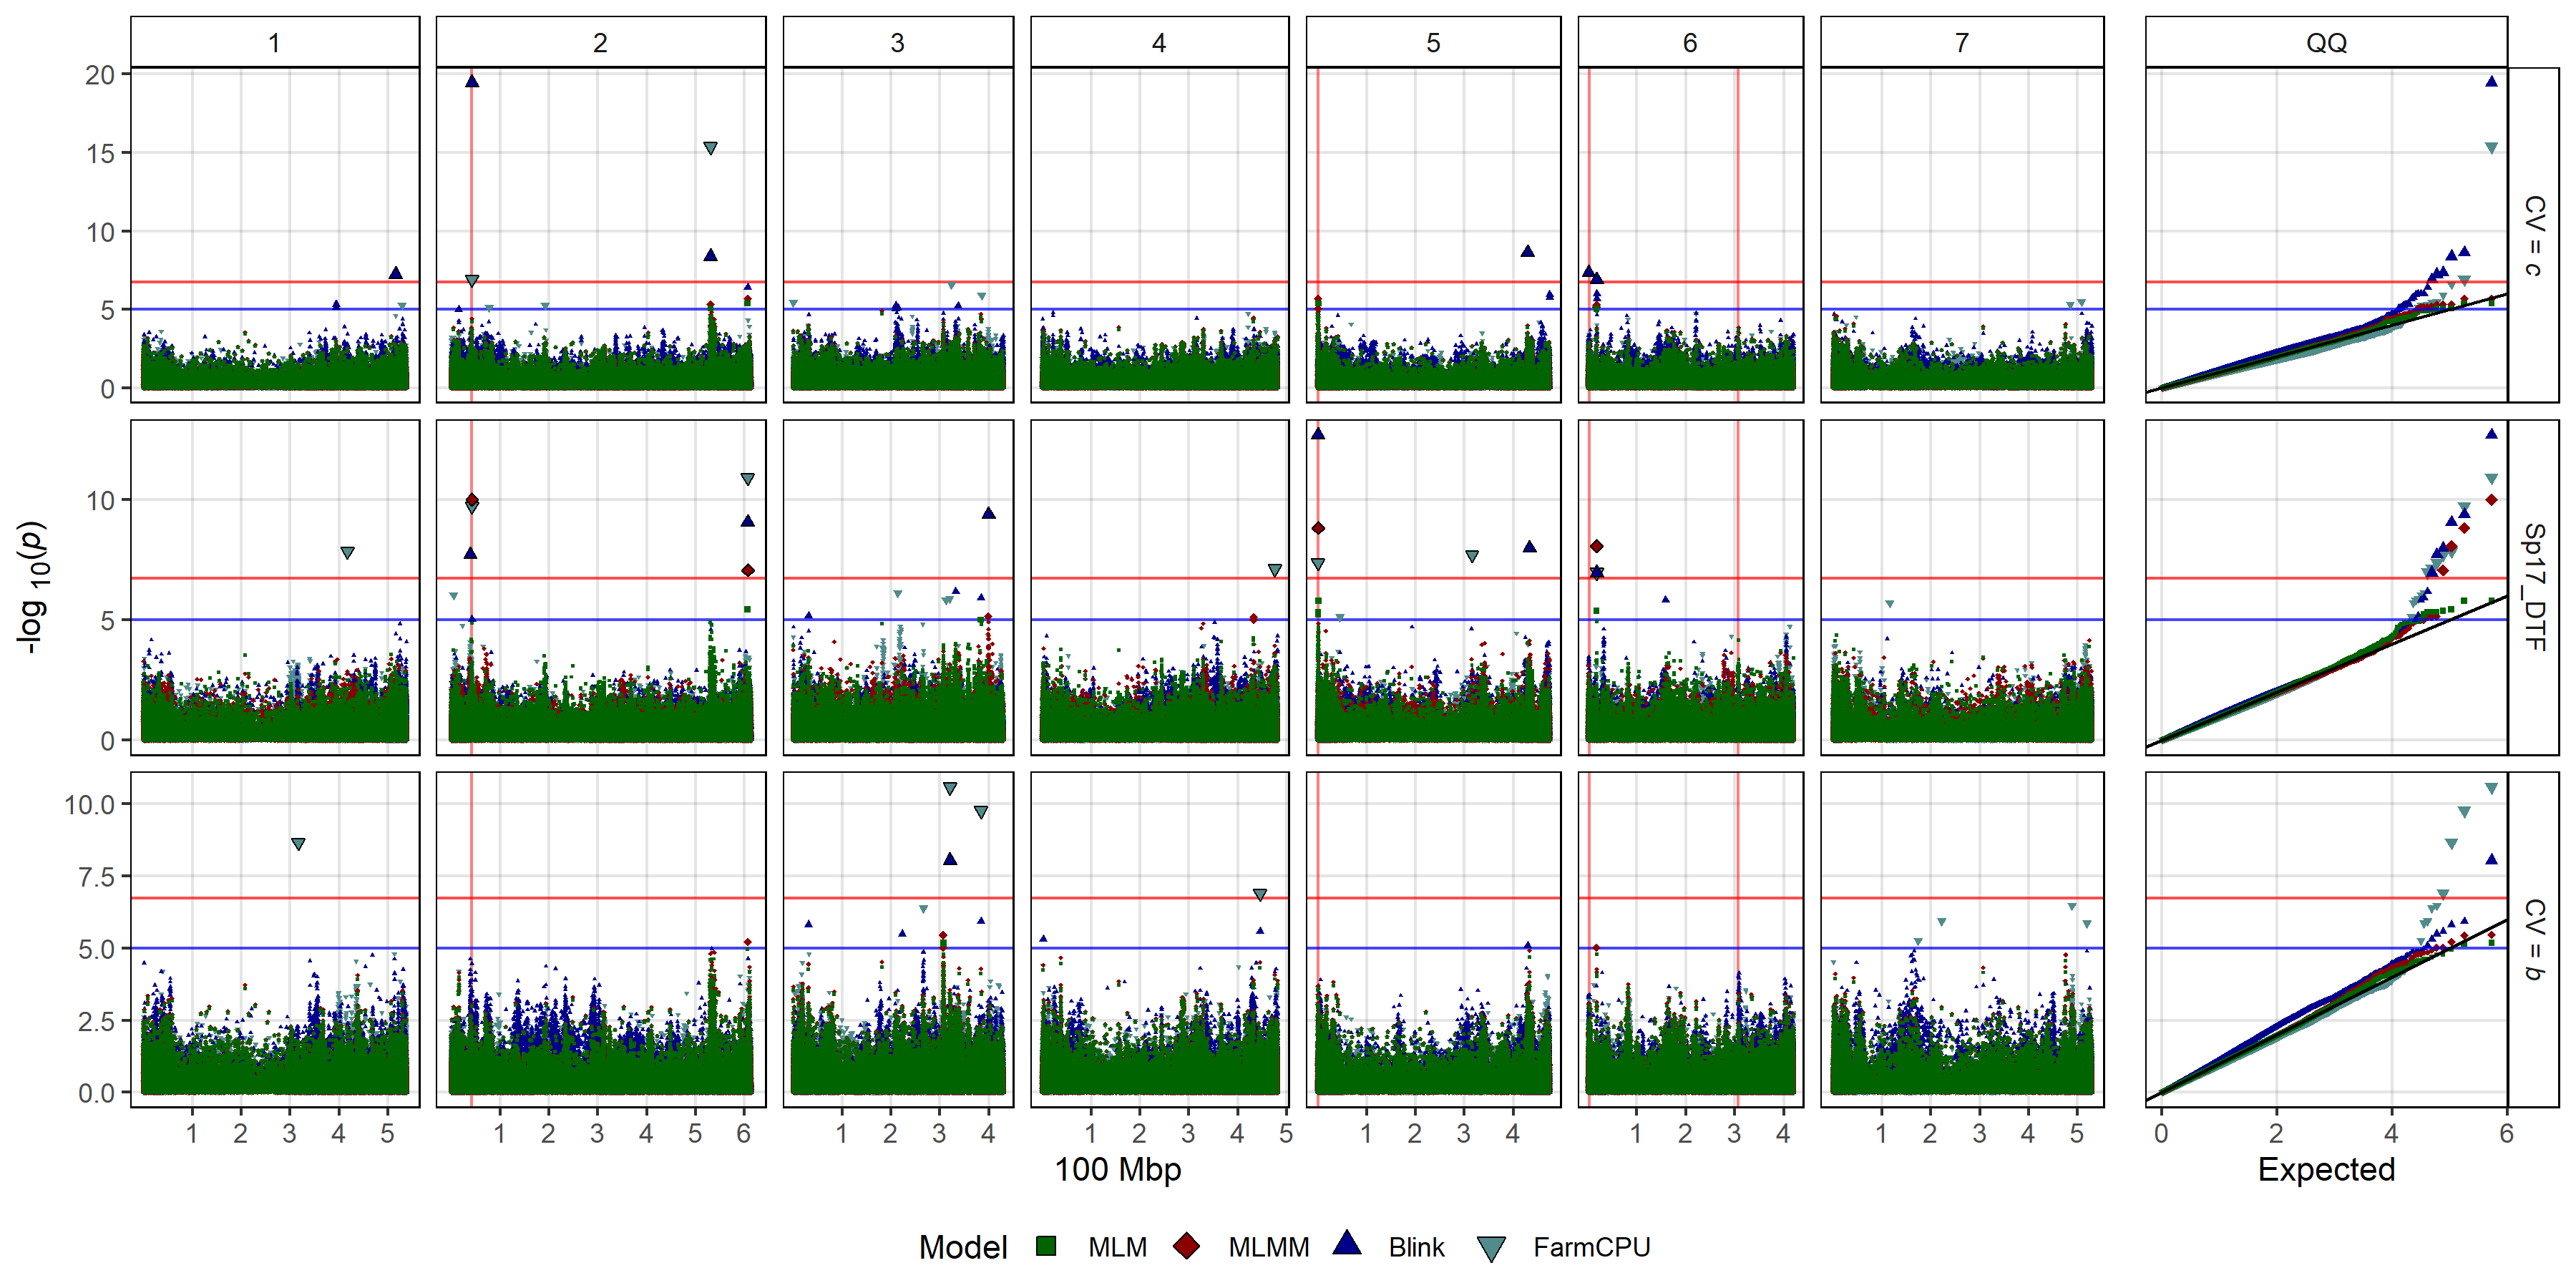 1 2 3 4 5 6 7 QQ
20
15
10
5
0
CV = c
10
5
0
Sp17_DTF
10.0
7.5
5.0
2.5
0.0
CV = b
-log 10(p)
1 2 3 4 5 1 2 3 4 5 6 1 2 3 4 1 2 3 4 5 1 2 3 4 1 2 3 4 1 2 3 4 5 0 2 4 6
100 Mbp Expected
Model MLM MLMM Blink FarmCPU